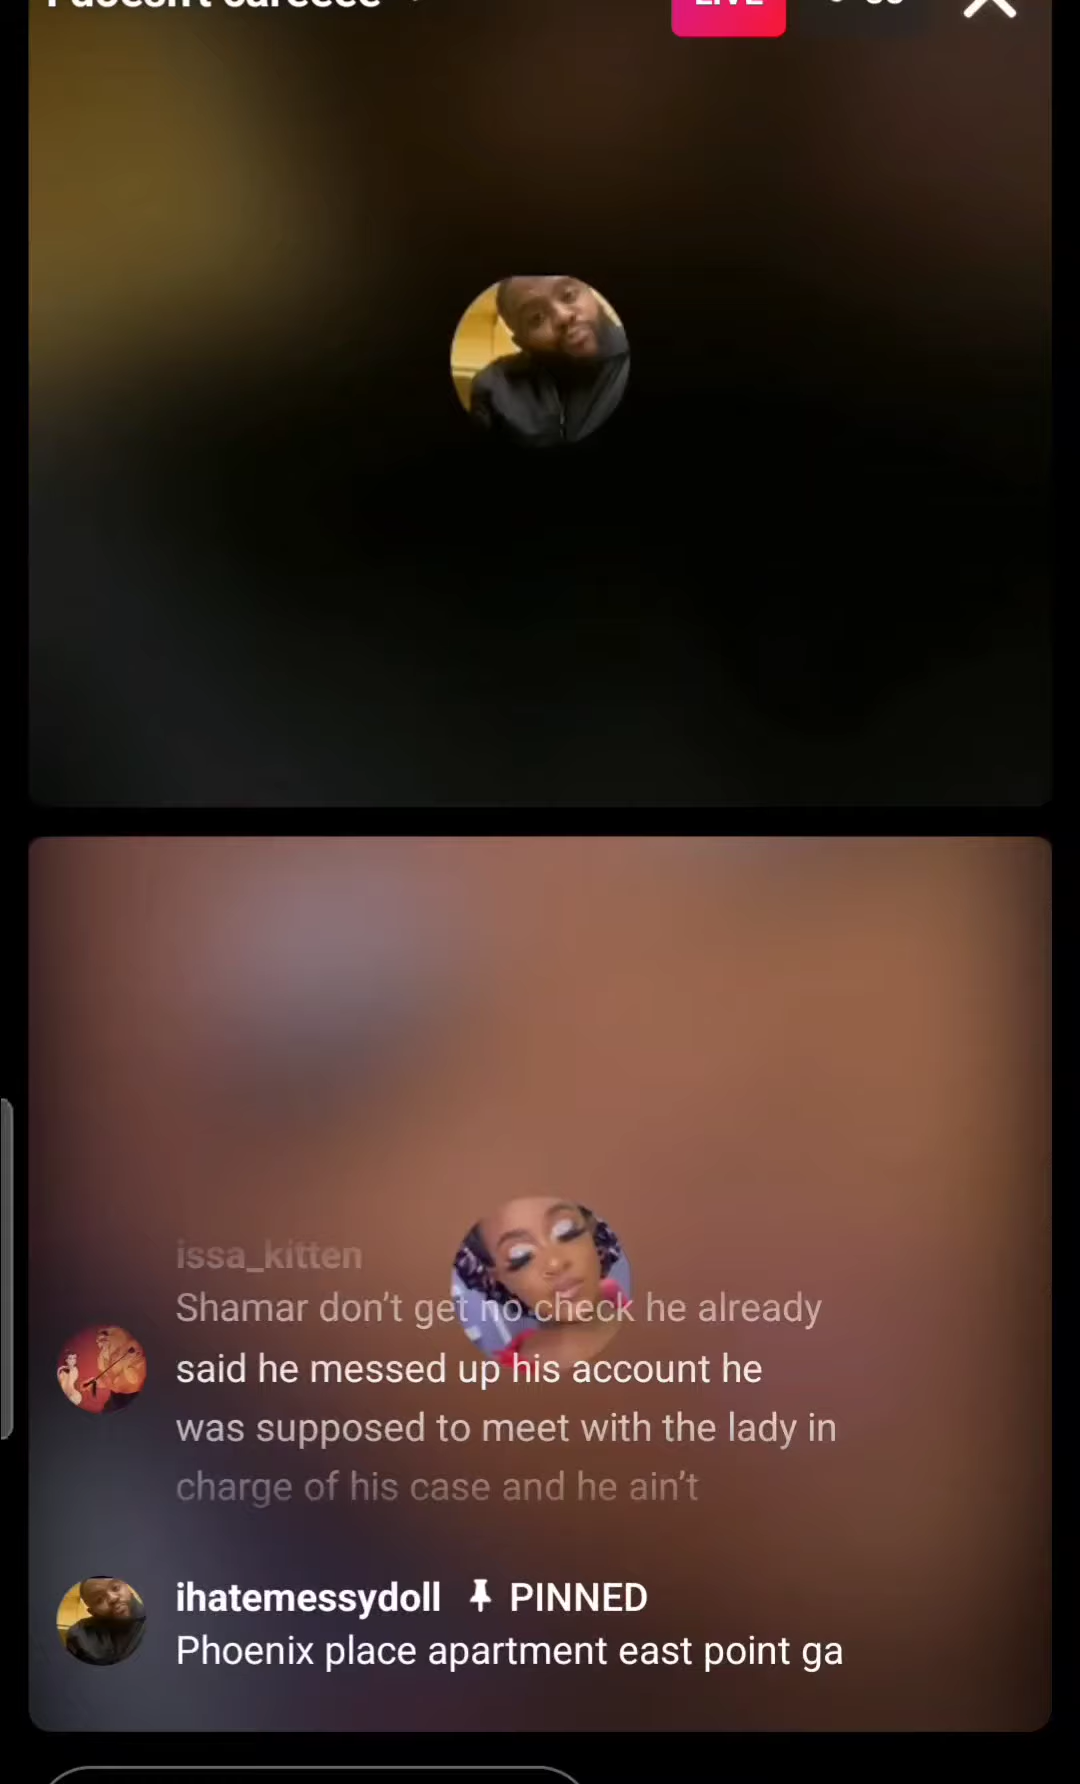 LIVE
issa_kitten
Shamar don't get no check he already
said he messed up his account he
was supposed to meet with the lady in
charge of his case and he ain't
ihatemessydoll PINNED
Phoenix place apartment east point ga